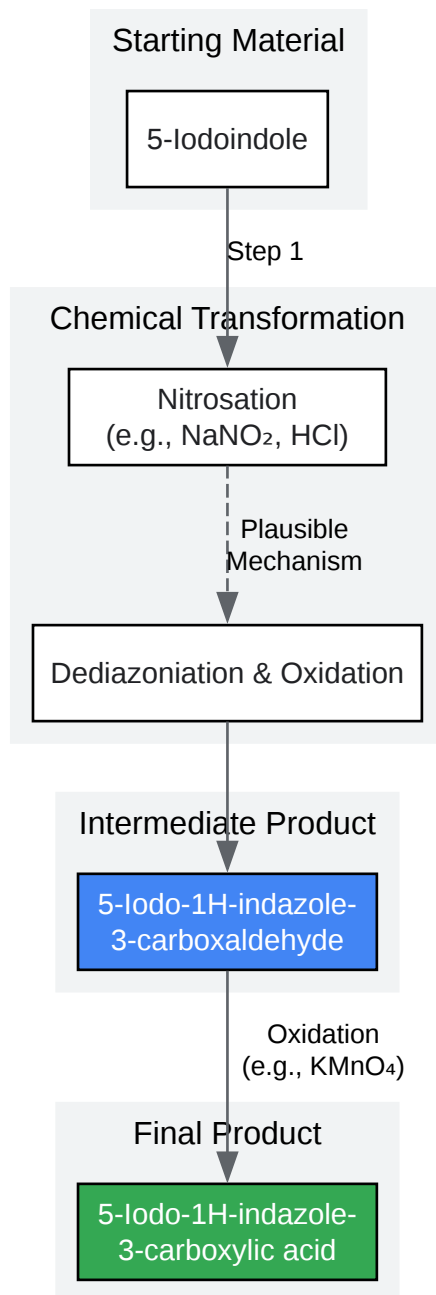 Starting Material
5-Iodoindole
Step 1
Chemical Transformation
Nitrosation
(e.g., NaNO₂, HCl)
Plausible
Mechanism
Dediazoniation & Oxidation
Intermediate Product
5-Iodo-1H-indazole-
3-carboxaldehyde
Oxidation
(e.g., KMnO₄)
Final Product
5-Iodo-1H-indazole-
3-carboxylic acid